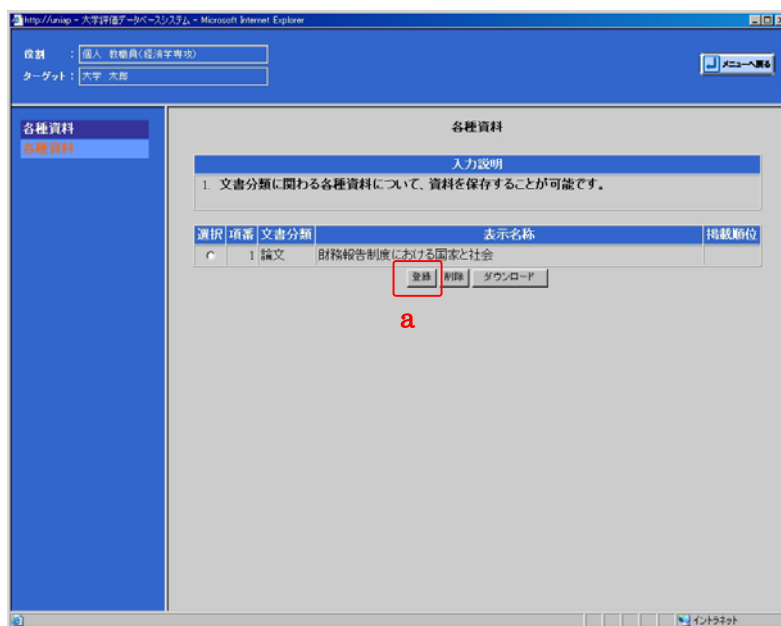 http://uniap - 大学評価データベースシステム - Microsoft Internet Explorer
役割 : 個人 教職員(経済学専攻)
ターゲット : 大学 太郎
メニューへ戻る
各種資料
各種資料
各種資料
入力説明
1. 文書分類に関わる各種資料について、資料を保存することが可能です。
選択 項番 文書分類 表示名称 掲載順位
1 論文 財務報告制度における国家と社会
登録 削除 ダウンロード
a
イントラネット